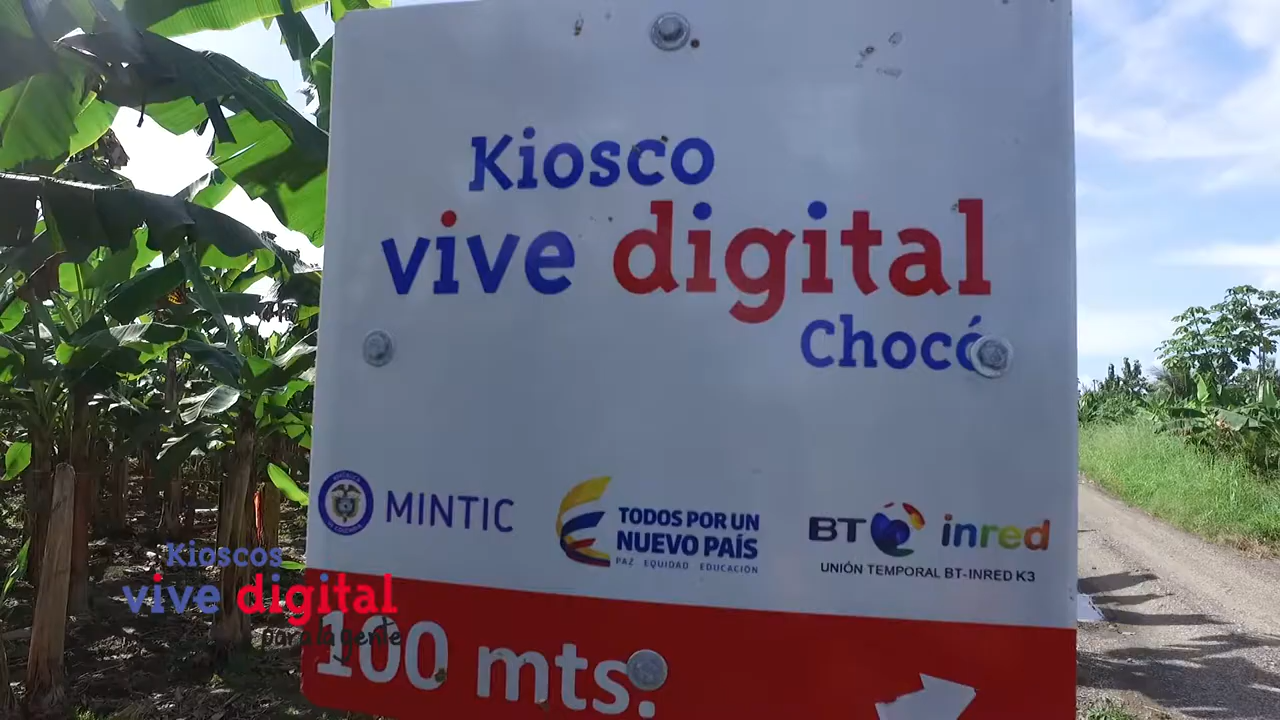 Kiosco
vive digital
Chocó
MINTIC
TODOS POR UN
NUEVO PAÍS
PAZ EQUIDAD EDUCACIÓN
BT inred
UNIÓN TEMPORAL BT-INRED K3
100 mts.
Kioscos
vive digital
para la gente